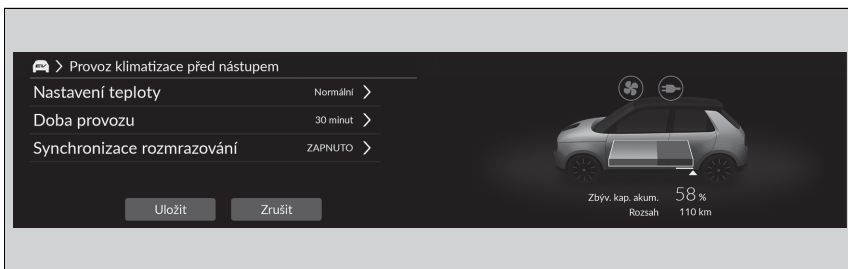 EV > Provoz klimatizace před nástupem
Nastavení teploty Normální >
Doba provozu 30 minut >
Synchronizace rozmrazování ZAPNUTO >
Uložit Zrušit
Zbýv. kap. akum. 58 %
Rozsah 110 km